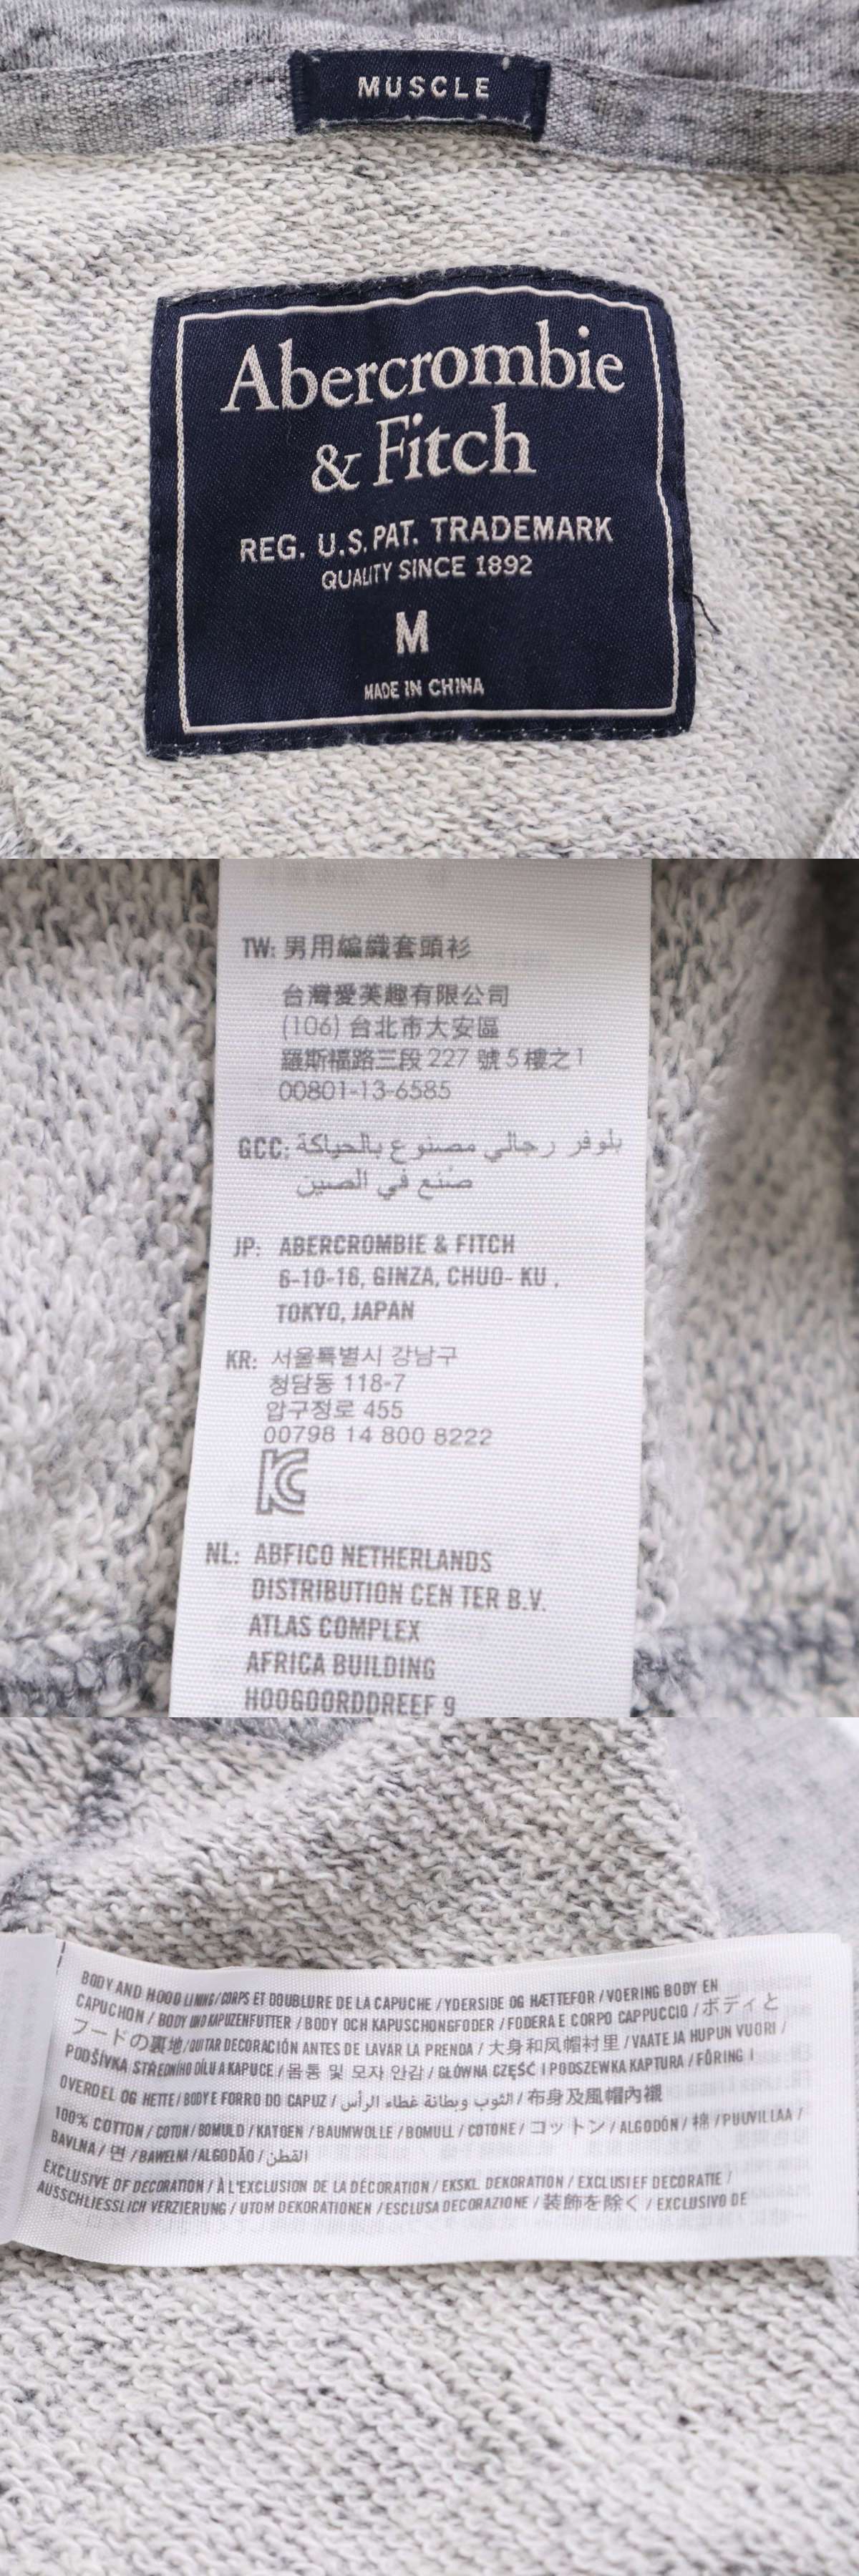 MUSCLE
Abercrombie
& Fitch
REG. U.S. PAT. TRADEMARK
QUALITY SINCE 1892
M
MADE IN CHINA
TW: 男用編織套頭衫
台灣愛芙趣有限公司
(106) 台北市大安區
羅斯福路三段 227 號 5 樓之1
00801-13-6585
GCC: بلوفر رجالي مصنوع بالحياكة
صنع في الصين
JP: ABERCROMBIE & FITCH
6-10-16, GINZA, CHUO- KU ,
TOKYO, JAPAN
KR: 서울특별시 강남구
청담동 118-7
압구정로 455
00798 14 800 8222
KC
NL: ABFICO NETHERLANDS
DISTRIBUTION CEN TER B.V.
ATLAS COMPLEX
AFRICA BUILDING
HOOGOORDDREEF 9
BODY AND HOOD LINING/CORPS ET DOUBLURE DE LA CAPUCHE / YDERSIDE OG HÆTTEFOR / VOERING BODY EN
CAPUCHON / BODY UND KAPUZENFUTTER / BODY OCH KAPUSCHONGFODER / FODERA E CORPO CAPPUCCIO / ボディと
フードの裏地/QUITAR DECORACIÓN ANTES DE LAVAR LA PRENDA / 大身和风帽衬里 / VAATE JA HUPUN VUORI /
PODŠÍVKA STŘEDNÍHO DÍLU A KAPUCE / 몸통 및 모자 안감 / GŁÓWNA CZĘŚĆ I PODSZEWKA KAPTURA / FÔRING I
OVERDEL OG HETTE / BODY E FORRO DO CAPUZ / الثوب وبطانة غطاء الرأس / 布身及風帽內襯
100% COTTON / COTON / BOMULD / KATOEN / BAUMWOLLE / BOMULL / COTONE / コットン / ALGODÓN / 棉 / PUUVILLAA /
BAVLNA / 면 / BAWEŁNA / ALGODÃO / القطن
EXCLUSIVE OF DECORATION / À L'EXCLUSION DE LA DÉCORATION / EKSKL. DEKORATION / EXCLUSIEF DECORATIE /
AUSSCHLIESSLICH VERZIERUNG / UTOM DEKORATIONEN / ESCLUSA DECORAZIONE / 装飾を除く / EXCLUSIVO DE